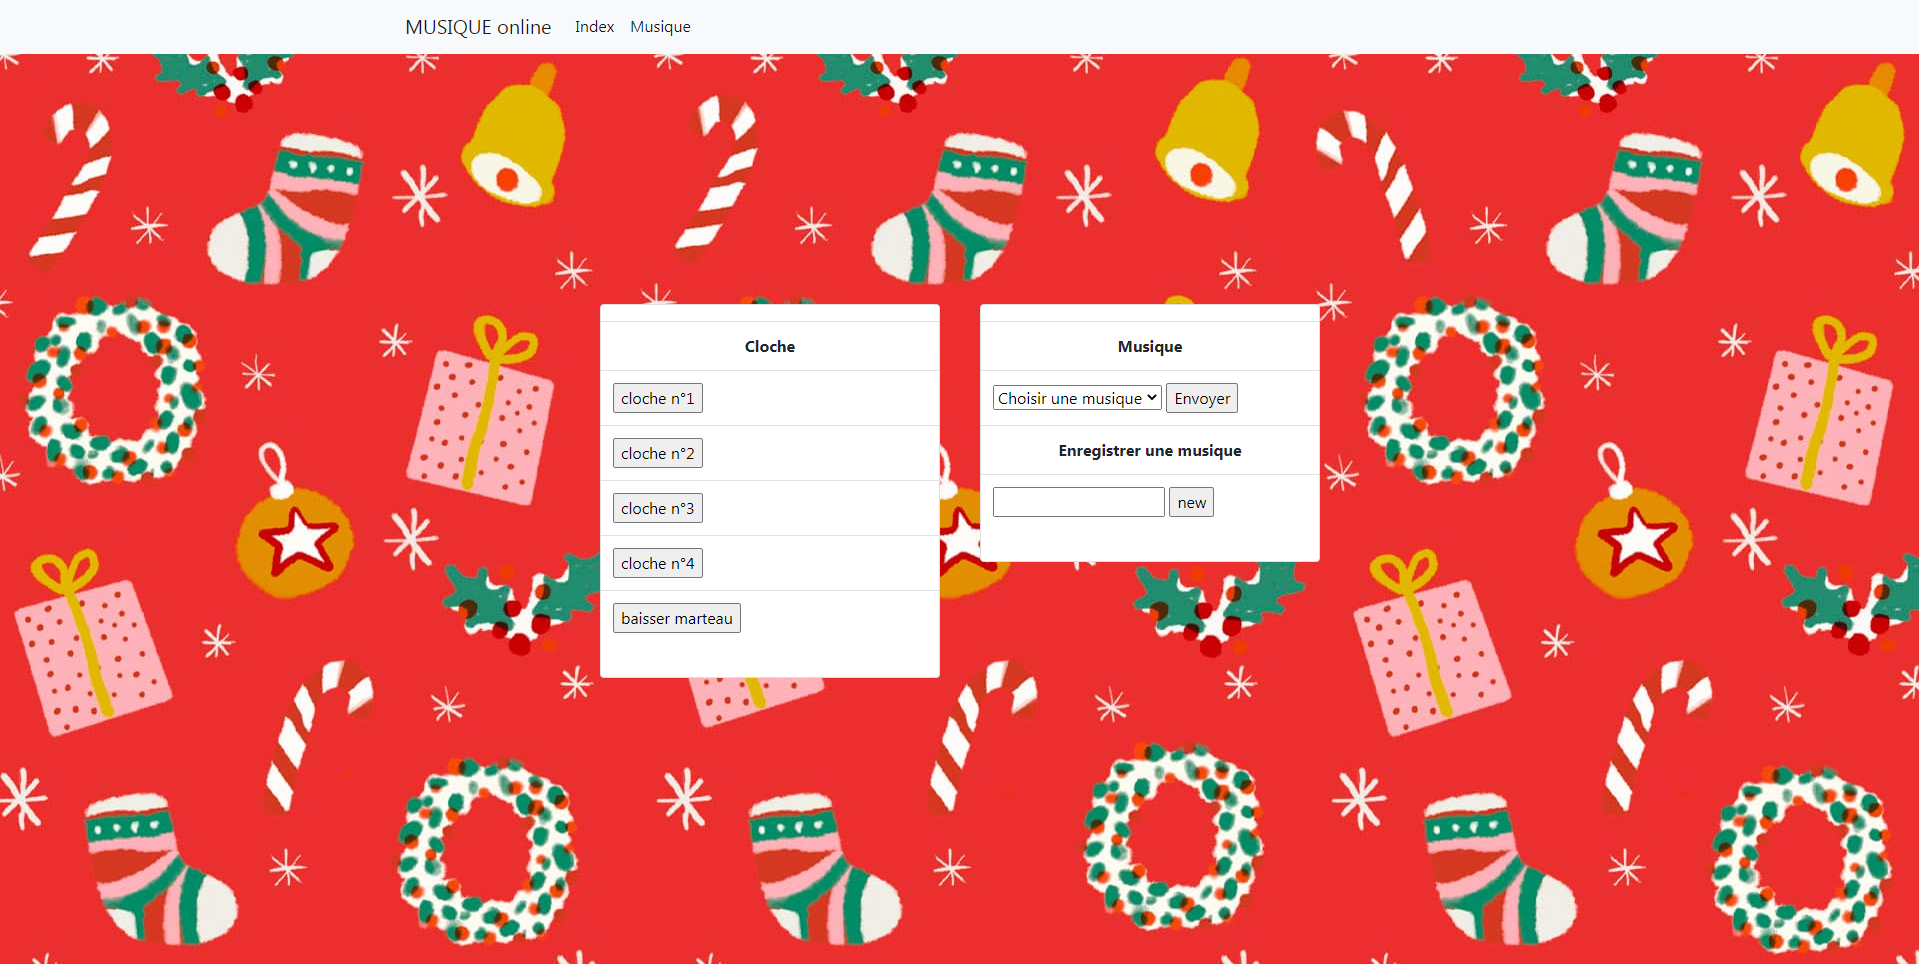 MUSIQUE online Index Musique
Cloche
cloche n°1
cloche n°2
cloche n°3
cloche n°4
baisser marteau
Musique
Choisir une musique Envoyer
Enregistrer une musique
new